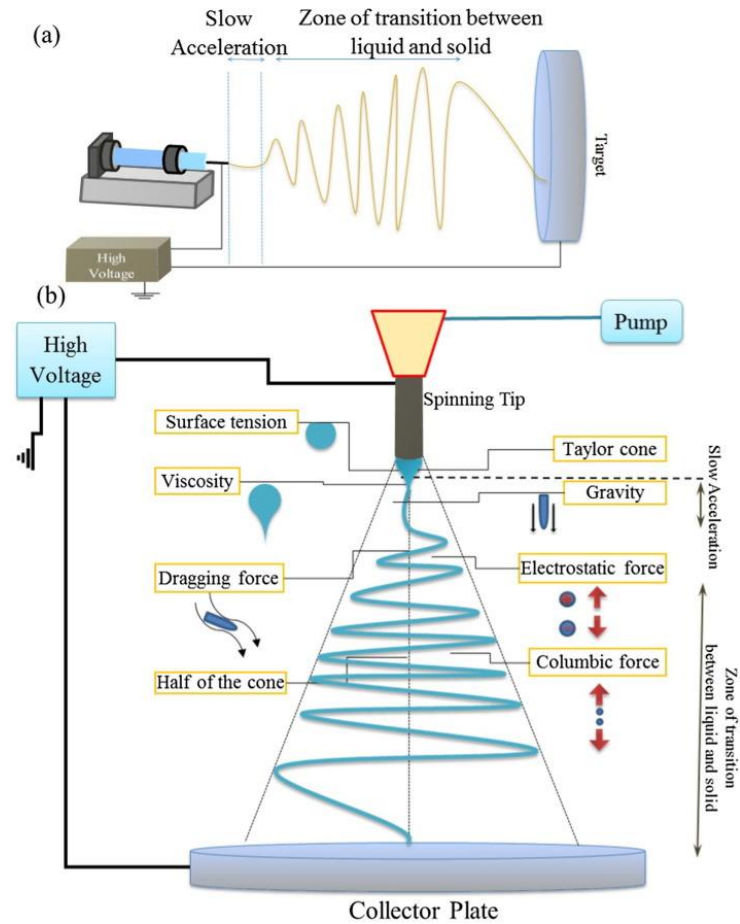 (a)
Slow
Acceleration
Zone of transition between
liquid and solid
Target
High
Voltage
(b)
High
Voltage
Pump
Spinning Tip
Surface tension
Taylor cone
Viscosity
Gravity
Slow Acceleration
Dragging force
Electrostatic force
Half of the cone
Columbic force
Zone of transition
between liquid and solid
Collector Plate